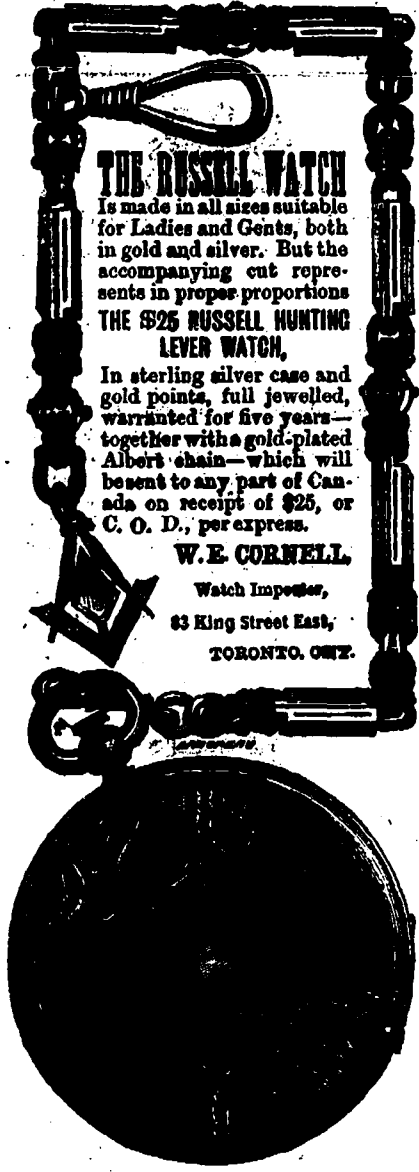 THE RUSSELL WATCH
Is made in all sizes suitable
for Ladies and Gents, both
in gold and silver. But the
accompanying cut repre-
sents in proper proportions
THE $25 RUSSELL HUNTING
LEVER WATCH,
In sterling silver case and
gold points, full jewelled,
warranted for five years—
together with a gold-plated
Albert chain—which will
be sent to any part of Can-
ada on receipt of $25, or
C. O. D., per express.
W. E. CORNELL,
Watch Importer,
83 King Street East,
TORONTO, ONT.